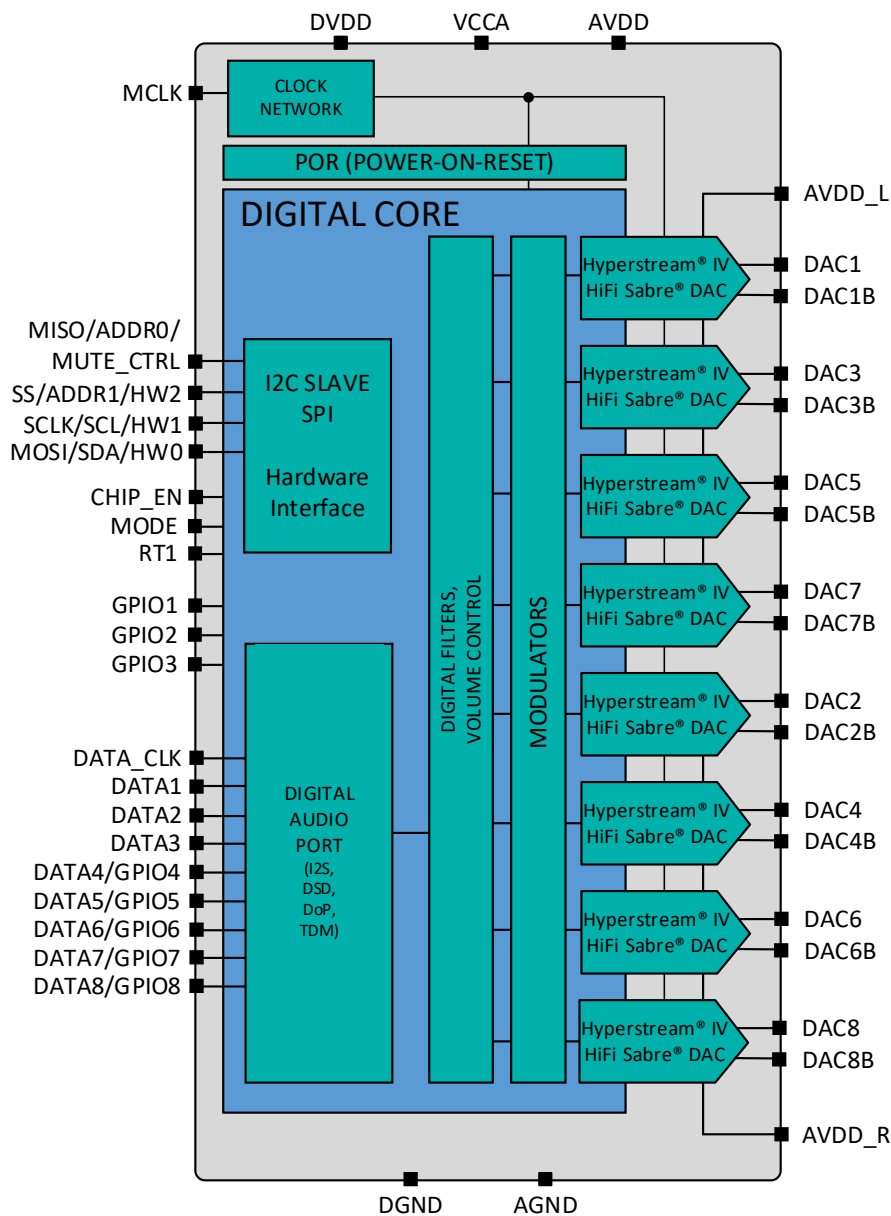 DVDD
VCCA
AVDD
MCLK
CLOCK
NETWORK
POR (POWER-ON-RESET)
DIGITAL CORE
MISO/ADDR0/
MUTE_CTRL
SS/ADDR1/HW2
SCLK/SCL/HW1
MOSI/SDA/HW0
CHIP_EN
MODE
RT1
GPIO1
GPIO2
GPIO3
DATA_CLK
DATA1
DATA2
DATA3
DATA4/GPIO4
DATA5/GPIO5
DATA6/GPIO6
DATA7/GPIO7
DATA8/GPIO8
I2C SLAVE
SPI
Hardware
Interface
DIGITAL
AUDIO
PORT
(I2S,
DSD,
DoP,
TDM)
DIGITAL FILTERS,
VOLUME CONTROL
MODULATORS
Hyperstream® IV
HiFi Sabre® DAC
Hyperstream® IV
HiFi Sabre® DAC
Hyperstream® IV
HiFi Sabre® DAC
Hyperstream® IV
HiFi Sabre® DAC
Hyperstream® IV
HiFi Sabre® DAC
Hyperstream® IV
HiFi Sabre® DAC
Hyperstream® IV
HiFi Sabre® DAC
Hyperstream® IV
HiFi Sabre® DAC
AVDD_L
DAC1
DAC1B
DAC3
DAC3B
DAC5
DAC5B
DAC7
DAC7B
DAC2
DAC2B
DAC4
DAC4B
DAC6
DAC6B
DAC8
DAC8B
AVDD_R
DGND
AGND